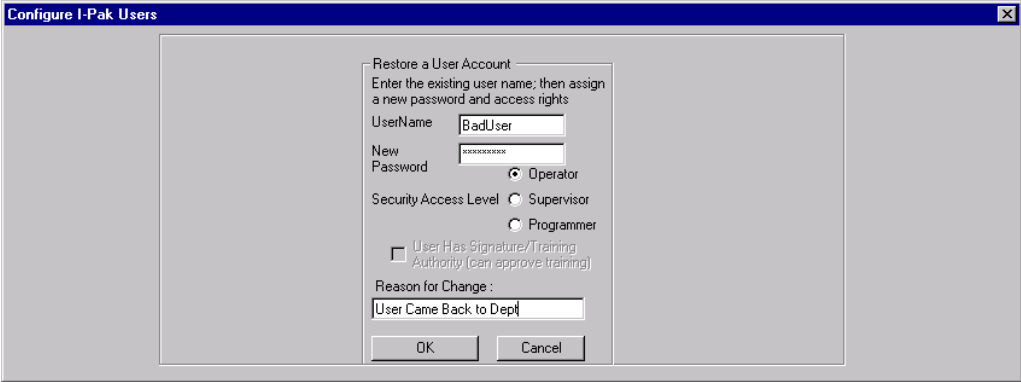 Configure I-Pak Users
Restore a User Account
Enter the existing user name; then assign
a new password and access rights
UserName
BadUser
New
Password
*********
Operator
Security Access Level
Supervisor
Programmer
User Has Signature/Training
Authority (can approve training)
Reason for Change :
User Came Back to Dept
OK
Cancel